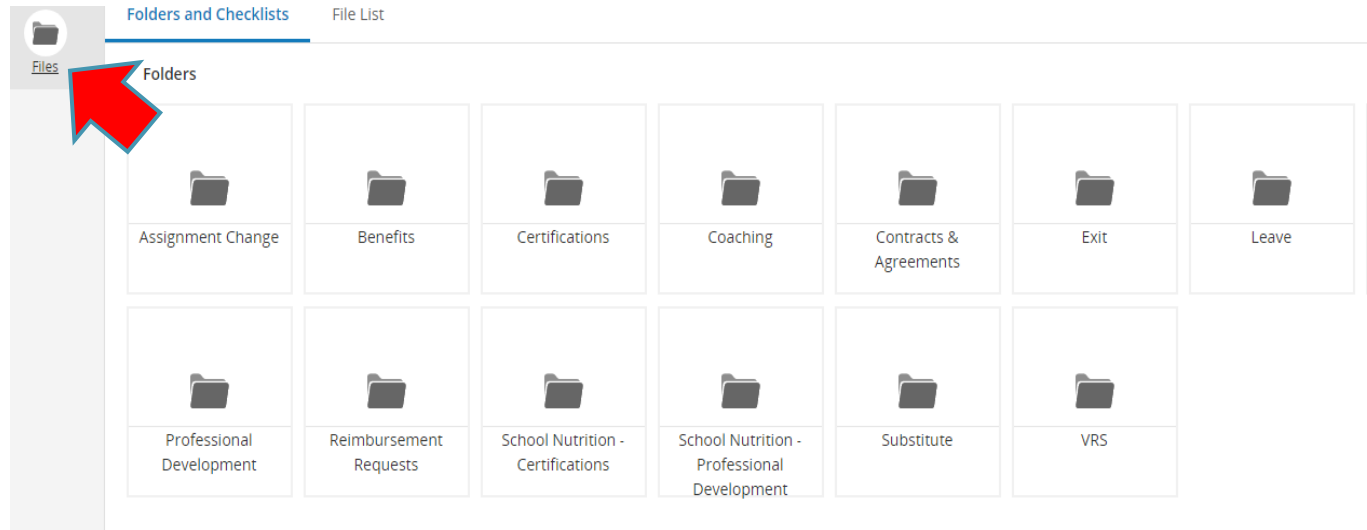 Folders and Checklists
File List
Files
Folders
Assignment Change
Benefits
Certifications
Coaching
Contracts &
Agreements
Exit
Leave
Professional
Development
Reimbursement
Requests
School Nutrition -
Certifications
School Nutrition -
Professional
Development
Substitute
VRS